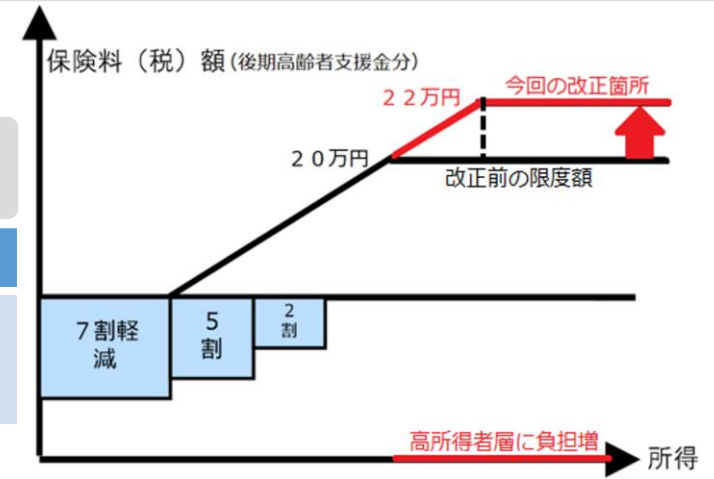 保険料（税）額（後期高齢者支援金分）
今回の改正箇所
２２万円
２０万円
改正前の限度額
７割軽
減
５
割
２
割
高所得者層に負担増
所得